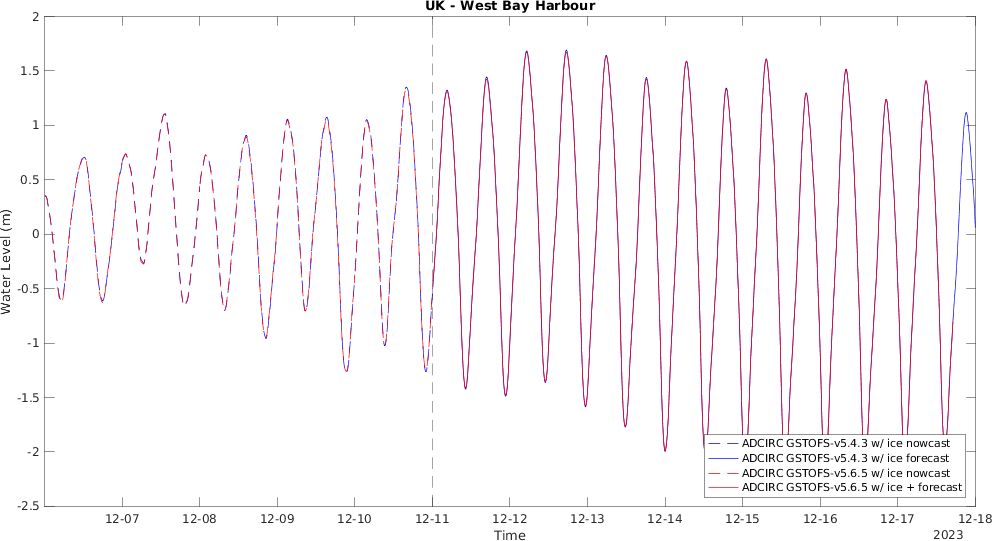 UK - West Bay Harbour
2
1.5
1
0.5
0
-0.5
-1
-1.5
-2
-2.5
Water Level (m)
12-07 12-08 12-09 12-10 12-11 12-12 12-13 12-14 12-15 12-16 12-17 12-18
Time
2023
ADCIRC GSTOFS-v5.4.3 w/ ice nowcast
ADCIRC GSTOFS-v5.4.3 w/ ice forecast
ADCIRC GSTOFS-v5.6.5 w/ ice nowcast
ADCIRC GSTOFS-v5.6.5 w/ ice + forecast